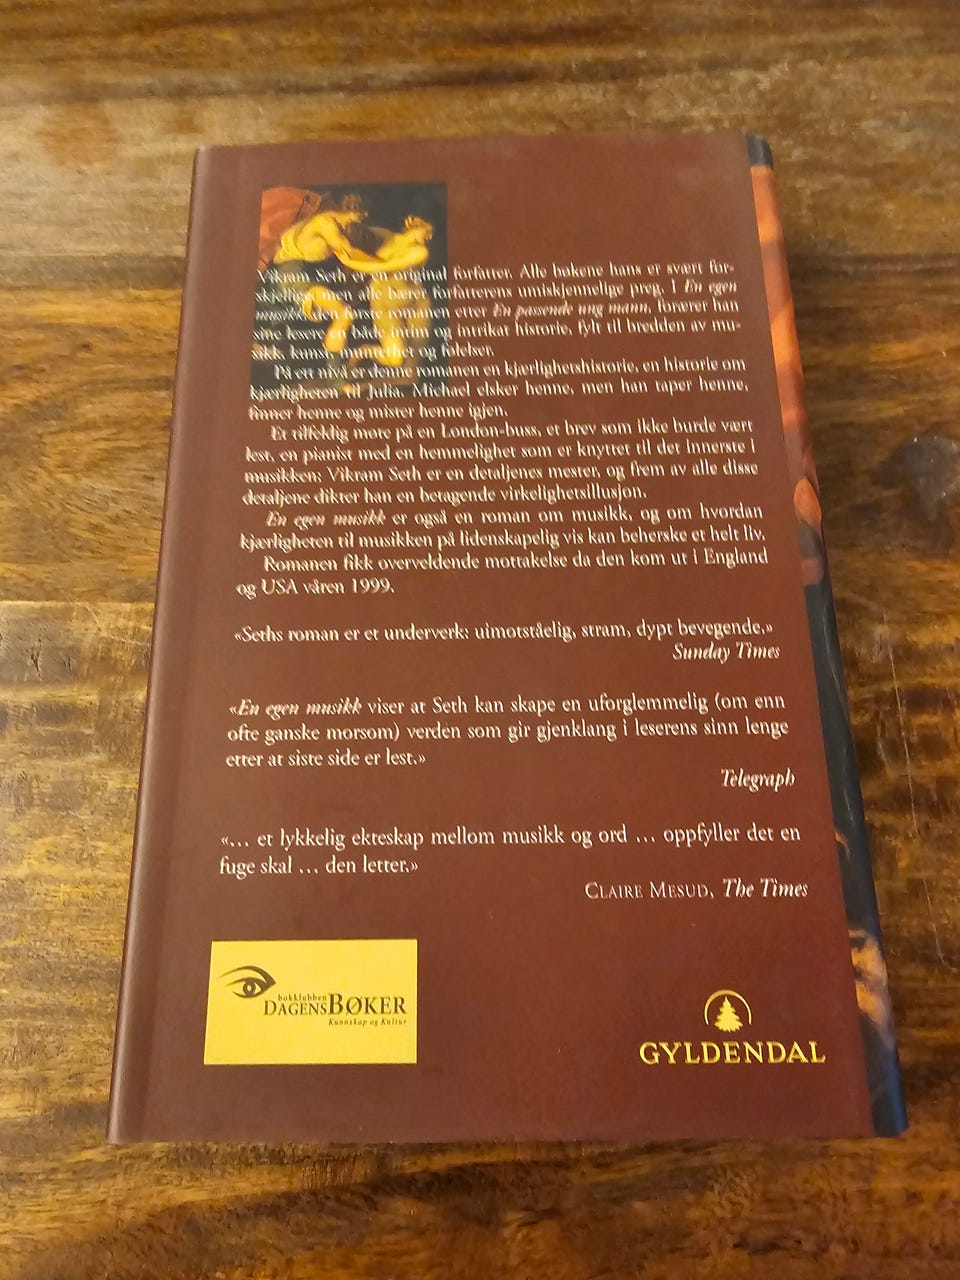 Vikram Seth er en original forfatter. Alle bøkene hans er svært for-
skjellige, men alle bærer forfatterens umiskjennelige preg. I En egen
musikk, den første romanen etter En passende ung mann, forærer han
sine lesere en både intim og intrikat historie, fylt til bredden av mu-
sikk, kunst, munterhet og følelser.
På ett nivå er denne romanen en kjærlighetshistorie, en historie om
kjærligheten til Julia. Michael elsker henne, men han taper henne,
finner henne og mister henne igjen.
Et tilfeldig møte på en London-buss, et brev som ikke burde vært
lest, en pianist med en hemmelighet som er knyttet til det innerste i
musikken: Vikram Seth er en detaljenes mester, og frem av alle disse
detaljene dikter han en betagende virkelighetsillusjon.
En egen musikk er også en roman om musikk, og om hvordan
kjærligheten til musikken på lidenskapelig vis kan beherske et helt liv.
Romanen fikk overveldende mottakelse da den kom ut i England
og USA våren 1999.
«Seths roman er et underverk: uimotståelig, stram, dypt bevegende.»
Sunday Times
«En egen musikk viser at Seth kan skape en uforglemmelig (om enn
ofte ganske morsom) verden som gir gjenklang i leserens sinn lenge
etter at siste side er lest.»
Telegraph
«... et lykkelig ekteskap mellom musikk og ord ... oppfyller det en
fuge skal ... den letter.»
CLAIRE MESUD, The Times
bokklubben
DAGENSBØKER
Kunnskap og Kultur
GYLDENDAL